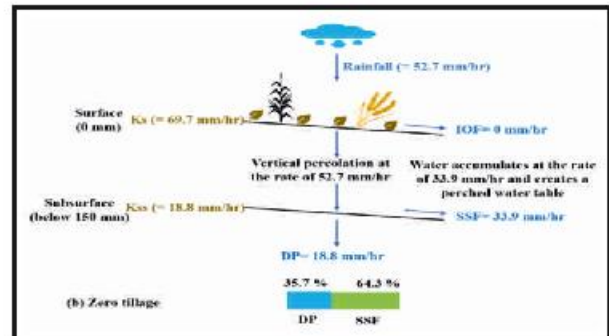 Rainfall (= 52.7 mm/hr)
Surface
(0 mm)
Ks (= 69.7 mm/hr)
IOF= 0 mm/hr
Vertical percolation at
the rate of 52.7 mm/hr
Water accumulates at the rate
of 33.9 mm/hr and creates a
perched water table
Subsurface
(below 150 mm)
Kss (= 18.8 mm/hr)
SSF= 33.9 mm/hr
DP= 18.8 mm/hr
35.7 % 64.3 %
(b) Zero tillage
DP SSF